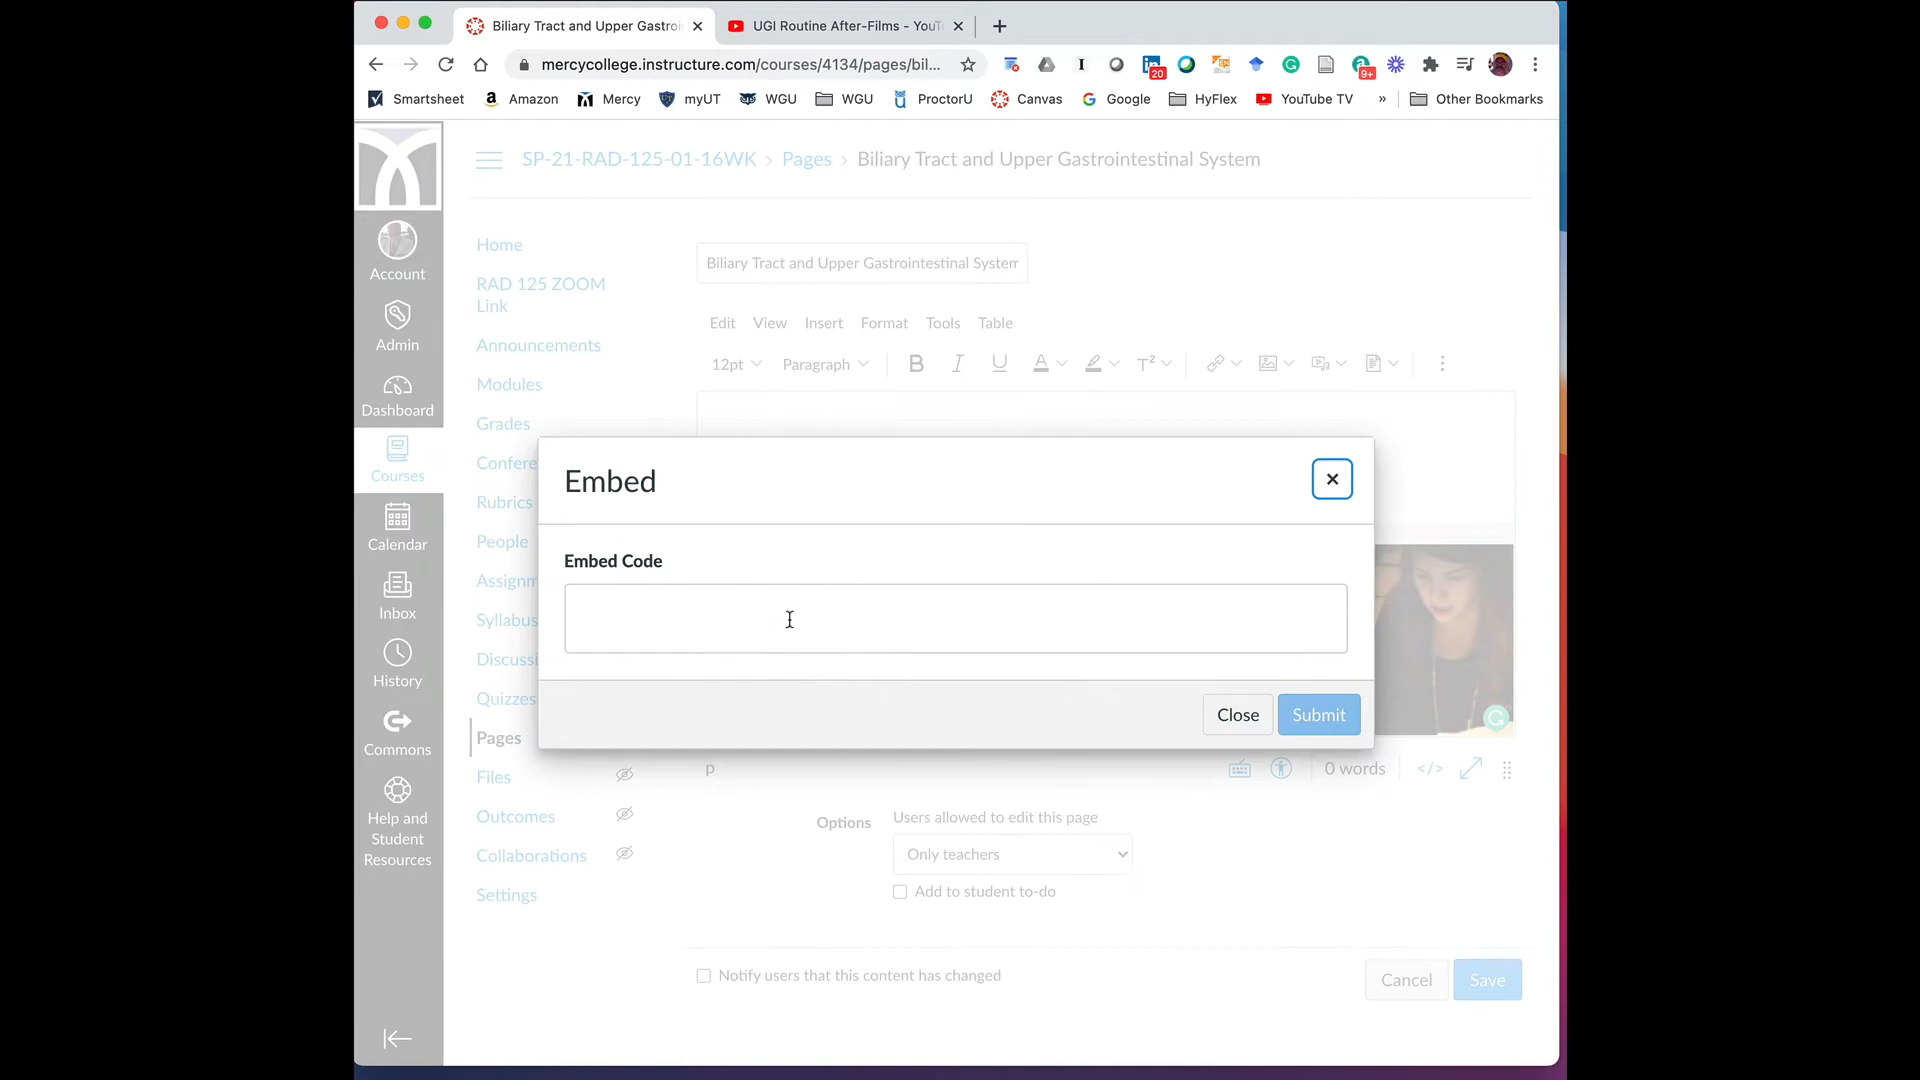 Biliary Tract and Upper Gastroi
UGI Routine After-Films - YouT
mercycollege.instructure.com/courses/4134/pages/bil...
20
9+
Smartsheet
Amazon
Mercy
myUT
WGU
WGU
ProctorU
Canvas
Google
HyFlex
YouTube TV
»
Other Bookmarks
SP-21-RAD-125-01-16WK › Pages › Biliary Tract and Upper Gastrointestinal System
Account
Admin
Dashboard
Courses
Calendar
Inbox
History
Commons
Help and
Student
Resources
Home
RAD 125 ZOOM
Link
Announcements
Modules
Grades
Confere
Rubrics
People
Assignm
Syllabus
Discussi
Quizzes
Pages
Files
Outcomes
Collaborations
Settings
Biliary Tract and Upper Gastrointestinal System
Edit View Insert Format Tools Table
12pt Paragraph B I U A T²
Embed
Embed Code
Close Submit
p
0 words </>
Options
Users allowed to edit this page
Only teachers
Add to student to-do
Notify users that this content has changed
Cancel Save